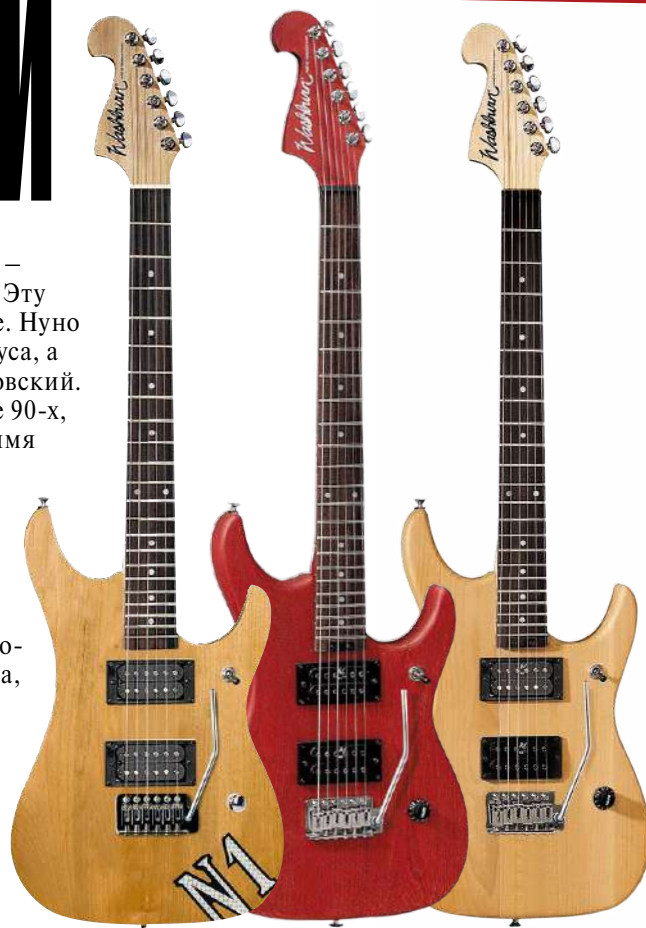 И
Washburn
Washburn
Washburn
–
Эту
е. Нуно
уса, а
овский.
е 90-х,
имя
о-
а,
N1